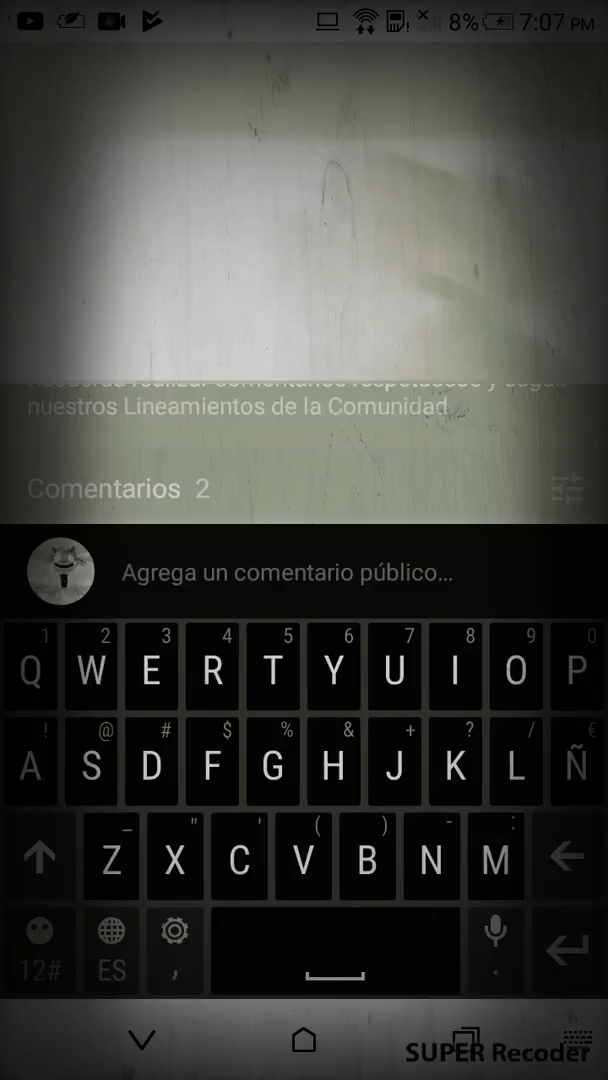 8% 7:07 PM
nuestros Lineamientos de la Comunidad
Comentarios 2
Agrega un comentario público...
1 2 3 4 5 6 7 8 9 0
Q W E R T Y U I O P
! @ # $ % & + ? / €
A S D F G H J K L Ñ
_ " ' ( ) - :
Z X C V B N M
12# ES , .
SUPER Recoder